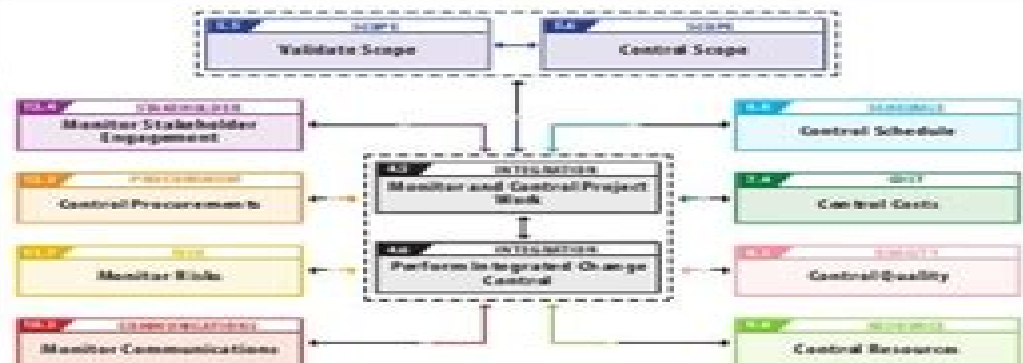 SCOPE
Validate Scope
SCOPE
Control Scope
STAKEHOLDER
Monitor Stakeholder
Engagement
SCHEDULE
Control Schedule
INTEGRATION
Monitor and Control Project
Work
PROCUREMENT
Control Procurements
COST
Control Costs
INTEGRATION
Perform Integrated Change
Control
RISK
Monitor Risks
QUALITY
Control Quality
COMMUNICATIONS
Monitor Communications
RESOURCE
Control Resources